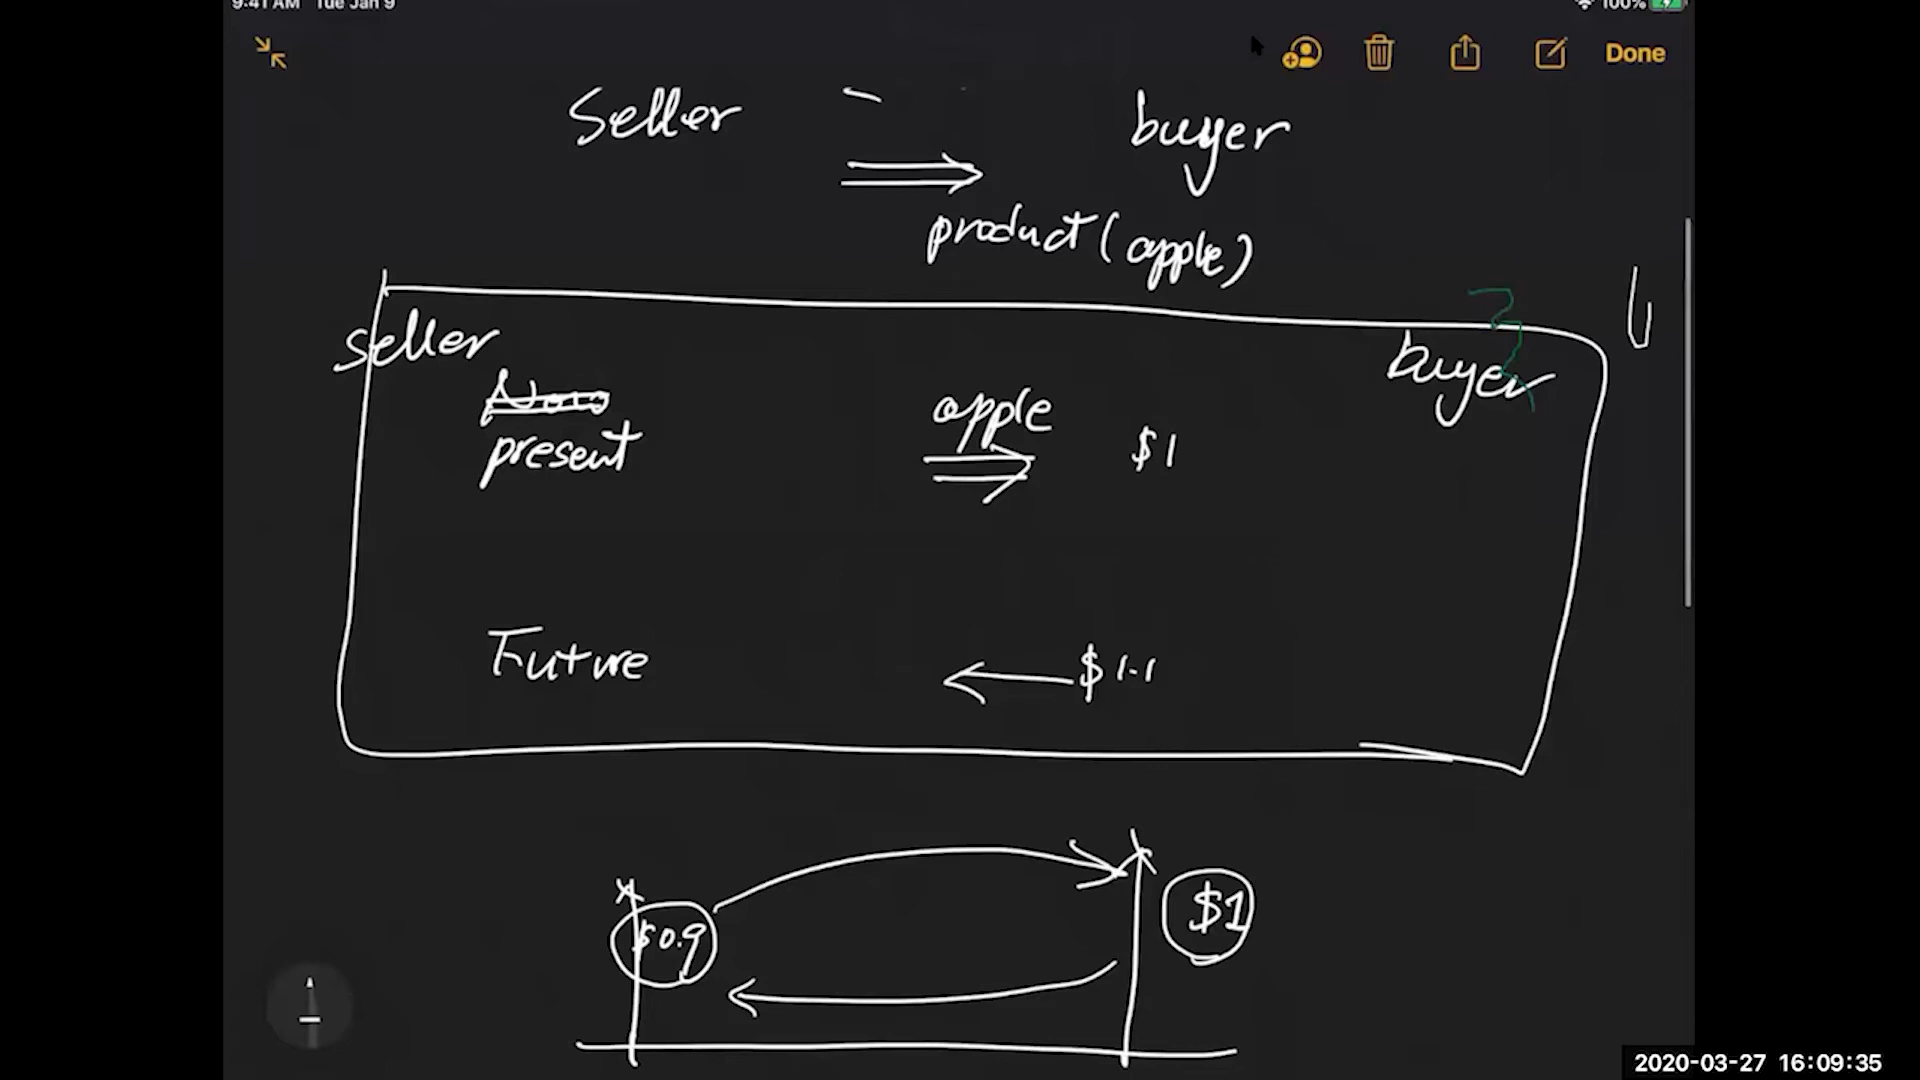 9:41 AM Tue Jan 9 100%
Done
Seller buyer
product (apple)
seller buyer
Now
present apple $1
Future $1.1
$0.9 $1
2020-03-27 16:09:35